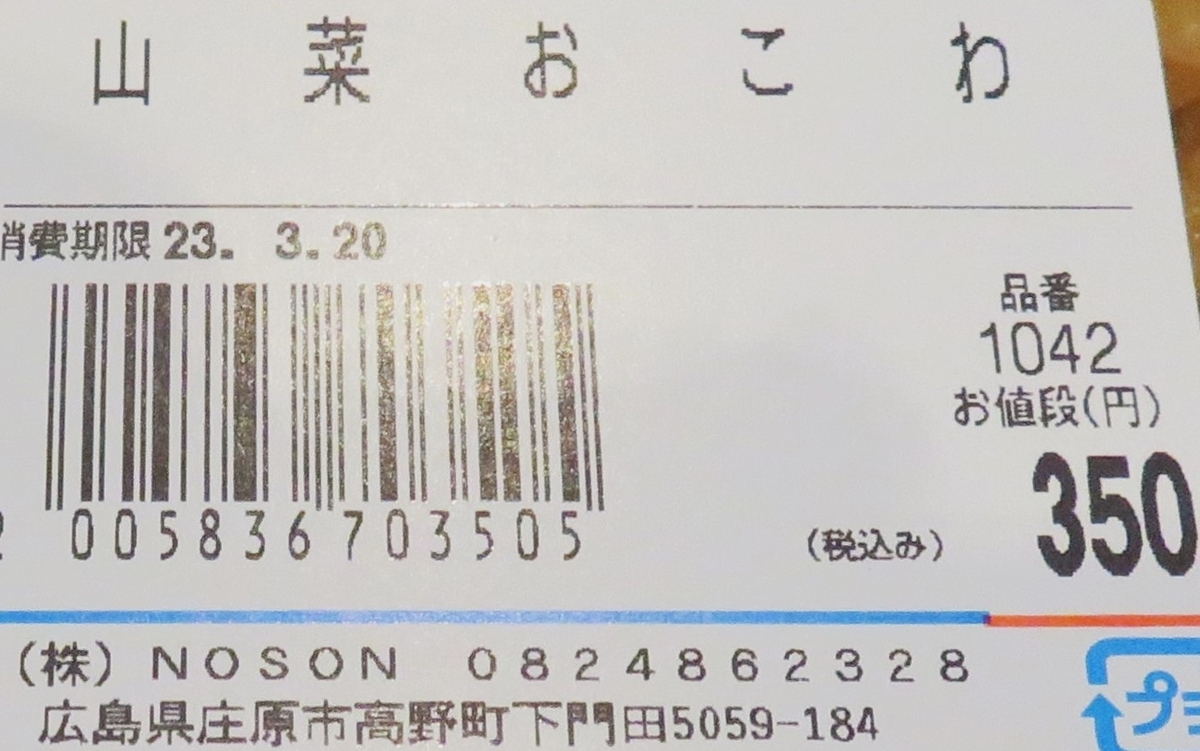 山菜おこわ
消費期限 23. 3.20
品番
1042
お値段(円)
005836703505
(税込み) 350
(株)NOSON 0824862328
広島県庄原市高野町下門田5059-184
プ